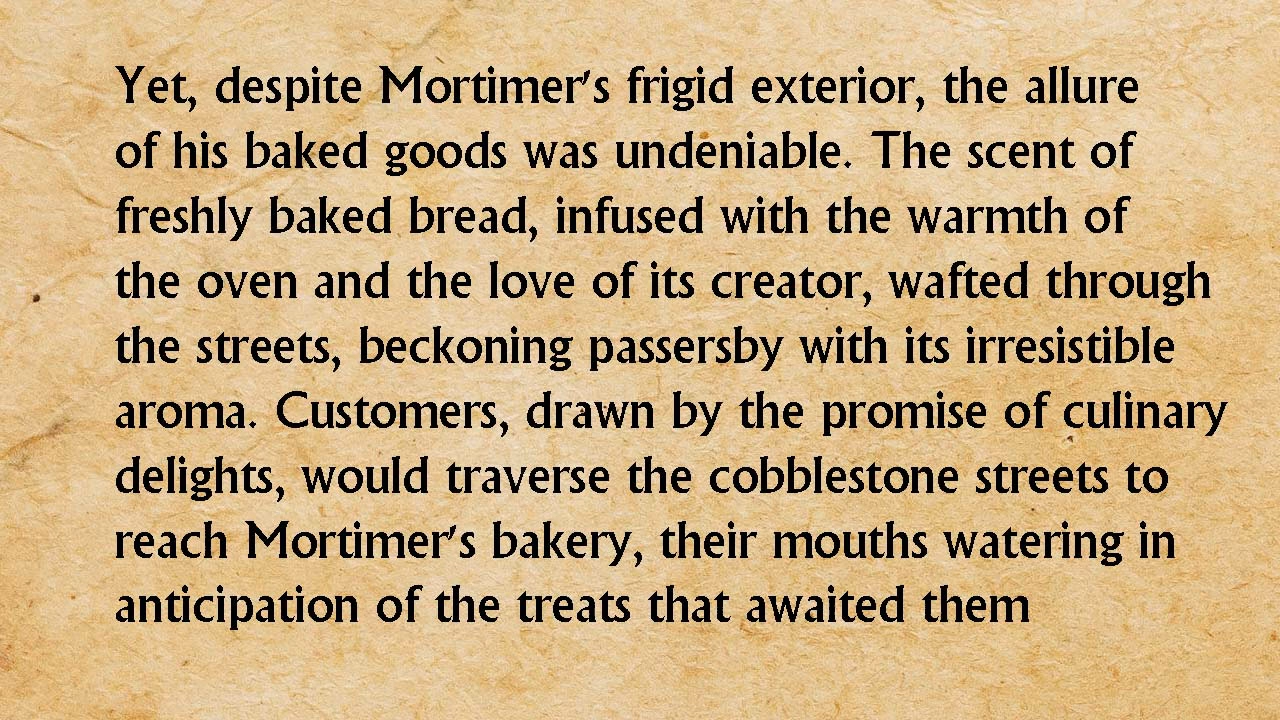 Yet, despite Mortimer's frigid exterior, the allure
of his baked goods was undeniable. The scent of
freshly baked bread, infused with the warmth of
the oven and the love of its creator, wafted through
the streets, beckoning passersby with its irresistible
aroma. Customers, drawn by the promise of culinary
delights, would traverse the cobblestone streets to
reach Mortimer's bakery, their mouths watering in
anticipation of the treats that awaited them